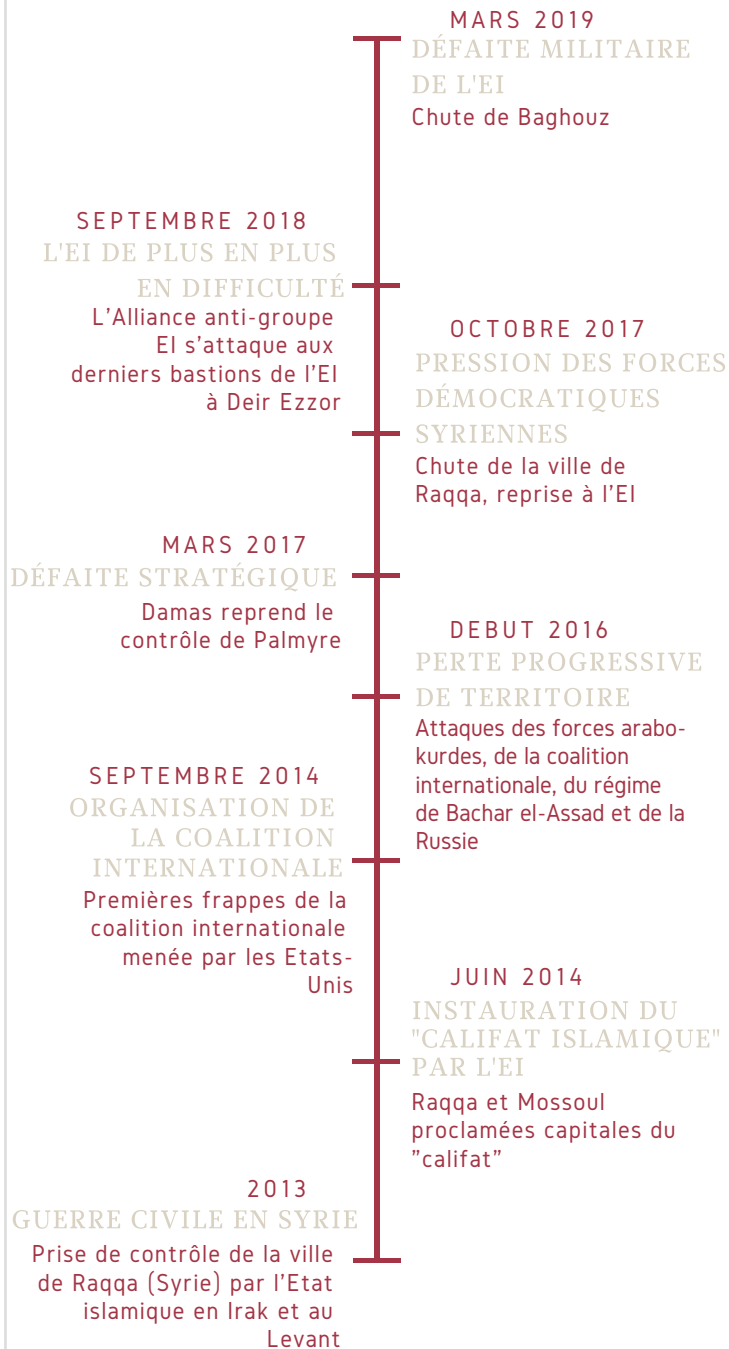 MARS 2019
DÉFAITE MILITAIRE
DE L'EI
Chute de Baghouz
SEPTEMBRE 2018
L'EI DE PLUS EN PLUS
EN DIFFICULTÉ
L’Alliance anti-groupe
EI s’attaque aux
derniers bastions de l’EI
à Deir Ezzor
OCTOBRE 2017
PRESSION DES FORCES
DÉMOCRATIQUES
SYRIENNES
Chute de la ville de
Raqqa, reprise à l’EI
MARS 2017
DÉFAITE STRATÉGIQUE
Damas reprend le
contrôle de Palmyre
DEBUT 2016
PERTE PROGRESSIVE
DE TERRITOIRE
Attaques des forces arabo-
kurdes, de la coalition
internationale, du régime
de Bachar el-Assad et de la
Russie
SEPTEMBRE 2014
ORGANISATION DE
LA COALITION
INTERNATIONALE
Premières frappes de la
coalition internationale
menée par les Etats-
Unis
JUIN 2014
INSTAURATION DU
"CALIFAT ISLAMIQUE"
PAR L'EI
Raqqa et Mossoul
proclamées capitales du
”califat”
2013
GUERRE CIVILE EN SYRIE
Prise de contrôle de la ville
de Raqqa (Syrie) par l’Etat
islamique en Irak et au
Levant